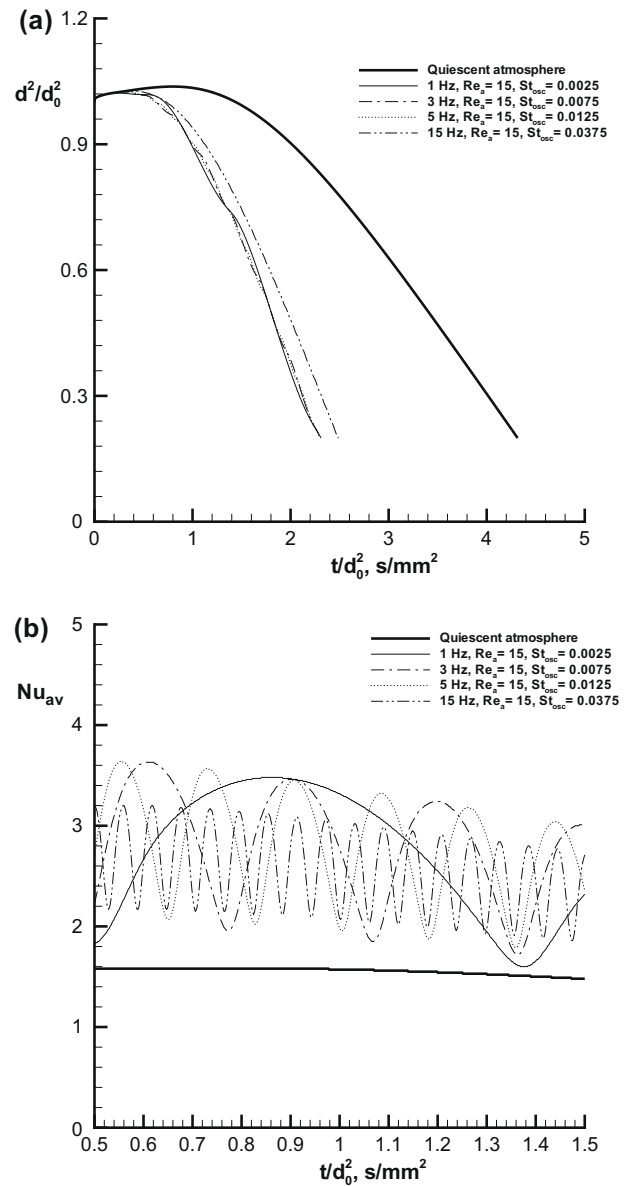 (a)
1.2
d²/d₀²
0.9
0.6
0.3
0
0 1 2 3 4 5
t/d₀², s/mm²
Quiescent atmosphere
1 Hz, Reₐ= 15, St_osc= 0.0025
3 Hz, Reₐ= 15, St_osc= 0.0075
5 Hz, Reₐ= 15, St_osc= 0.0125
15 Hz, Reₐ= 15, St_osc= 0.0375
(b)
5
Nu_av
4
3
2
1
0
0.5 0.6 0.7 0.8 0.9 1 1.1 1.2 1.3 1.4 1.5
t/d₀², s/mm²
Quiescent atmosphere
1 Hz, Reₐ= 15, St_osc= 0.0025
3 Hz, Reₐ= 15, St_osc= 0.0075
5 Hz, Reₐ= 15, St_osc= 0.0125
15 Hz, Reₐ= 15, St_osc= 0.0375